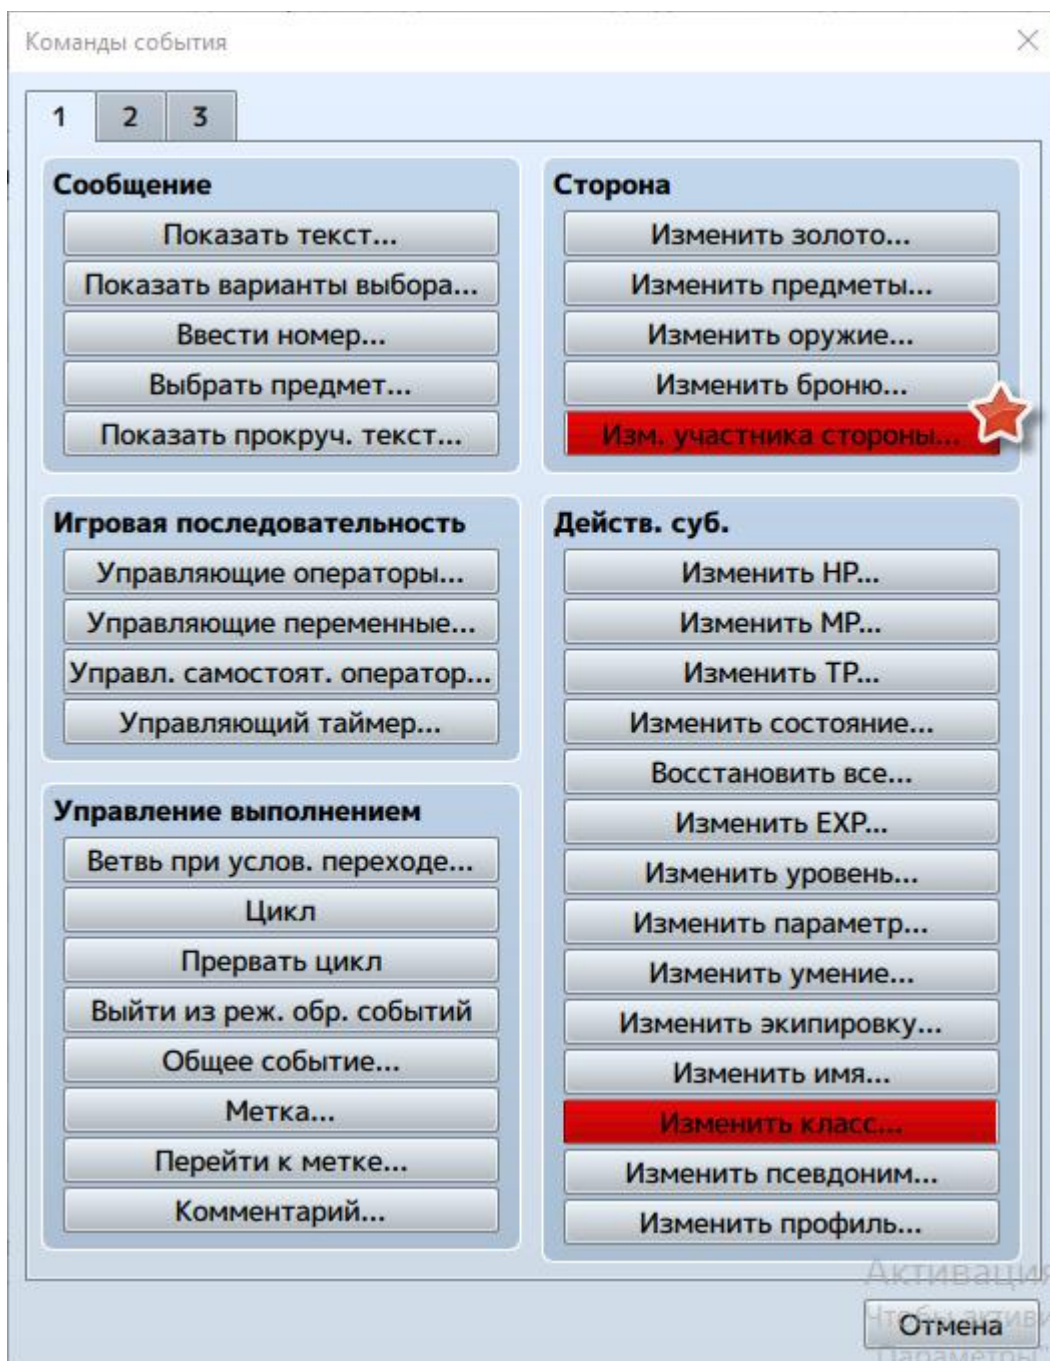 Команды события
1 2 3
Сообщение
Показать текст...
Показать варианты выбора...
Ввести номер...
Выбрать предмет...
Показать прокруч. текст...
Игровая последовательность
Управляющие операторы...
Управляющие переменные...
Управл. самостоят. оператор...
Управляющий таймер...
Управление выполнением
Ветвь при услов. переходе...
Цикл
Прервать цикл
Выйти из реж. обр. событий
Общее событие...
Метка...
Перейти к метке...
Комментарий...
Сторона
Изменить золото...
Изменить предметы...
Изменить оружие...
Изменить броню...
Изм. участника стороны...
Действ. суб.
Изменить HP...
Изменить MP...
Изменить TP...
Изменить состояние...
Восстановить все...
Изменить EXP...
Изменить уровень...
Изменить параметр...
Изменить умение...
Изменить экипировку...
Изменить имя...
Изменить класс...
Изменить псевдоним...
Изменить профиль...
Активация
Отмена